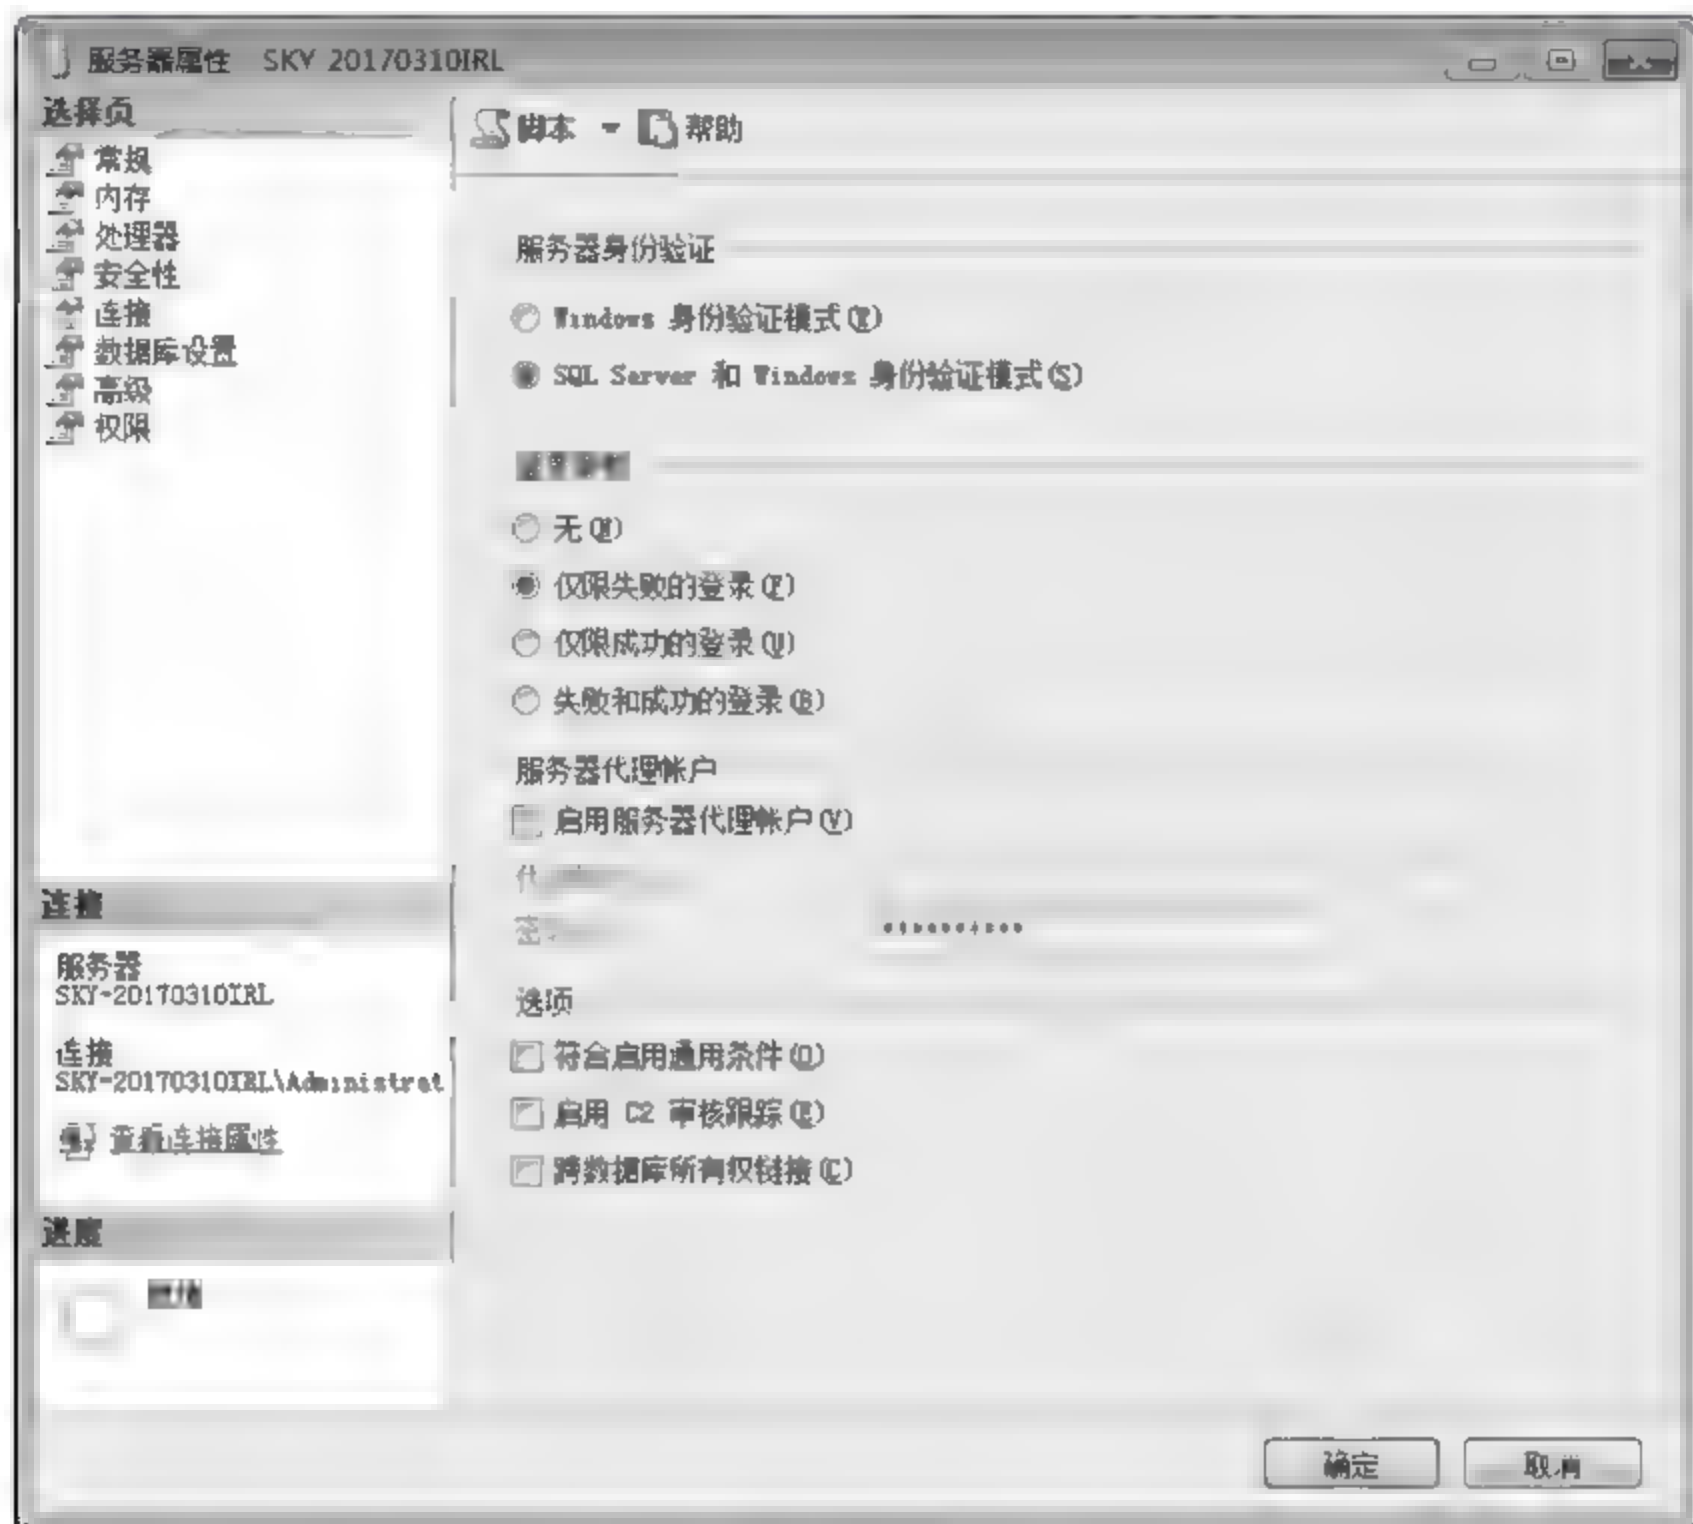 服务器属性 SKY 20170310IRL
选择页
常规
内存
处理器
安全性
连接
数据库设置
高级
权限
脚本 帮助
服务器身份验证
Windows 身份验证模式
SQL Server 和 Windows 身份验证模式(S)
无(N)
仅限失败的登录(F)
仅限成功的登录(U)
失败和成功的登录(B)
服务器代理帐户
启用服务器代理帐户(V)
选项
符合启用通用条件
启用 C2 审核跟踪(E)
跨数据库所有权链接(C)
连接
服务器
SKY-20170310IRL
连接
SKY-20170310IRL\Administrat
查看连接属性
进度
确定 取消